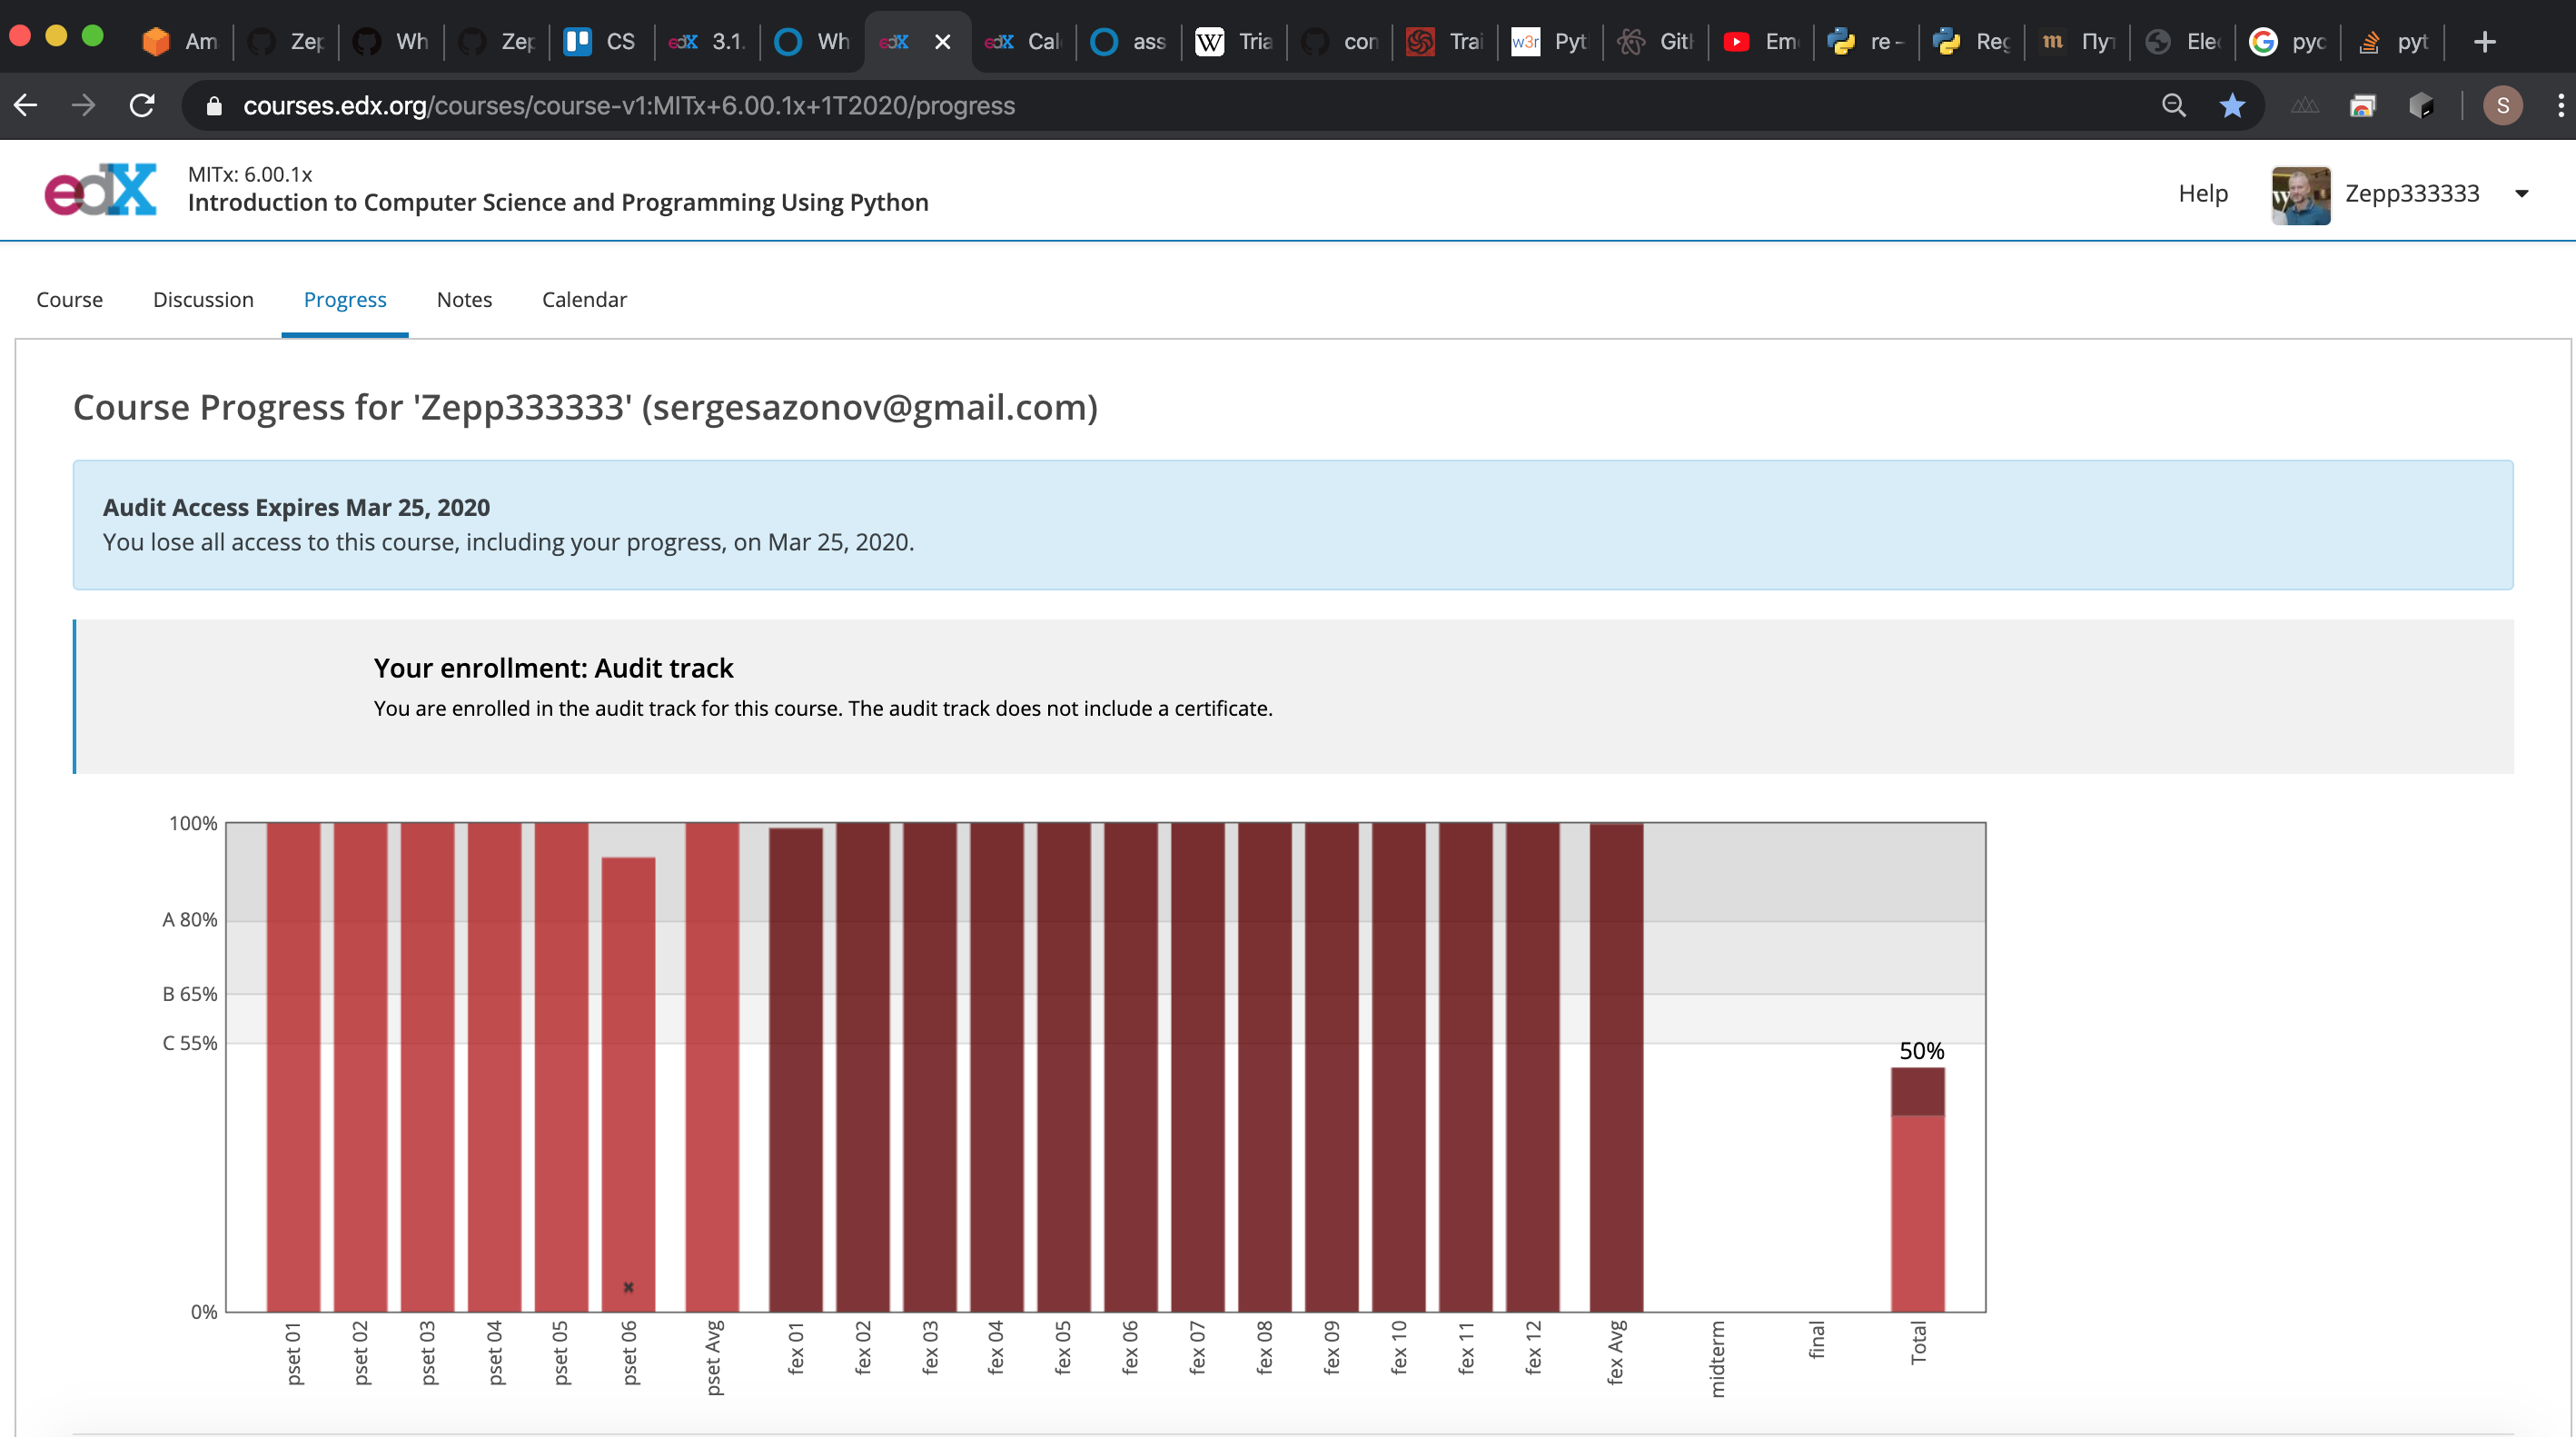 Am Zep Wh Zep CS edX 3.1. Wh edX edX Cal ass W Tria con Trai w3r Pyt Gitl Em re - Reg m Пут Ele G рус pyt
courses.edx.org/courses/course-v1:MITx+6.00.1x+1T2020/progress S
edX
MITx: 6.00.1x
Introduction to Computer Science and Programming Using Python
Help Zepp333333
Course Discussion Progress Notes Calendar
Course Progress for 'Zepp333333' (sergesazonov@gmail.com)
Audit Access Expires Mar 25, 2020
You lose all access to this course, including your progress, on Mar 25, 2020.
Your enrollment: Audit track
You are enrolled in the audit track for this course. The audit track does not include a certificate.
100%
A 80%
B 65%
C 55%
50%
0%
pset 01 pset 02 pset 03 pset 04 pset 05 pset 06 pset Avg fex 01 fex 02 fex 03 fex 04 fex 05 fex 06 fex 07 fex 08 fex 09 fex 10 fex 11 fex 12 fex Avg midterm final Total